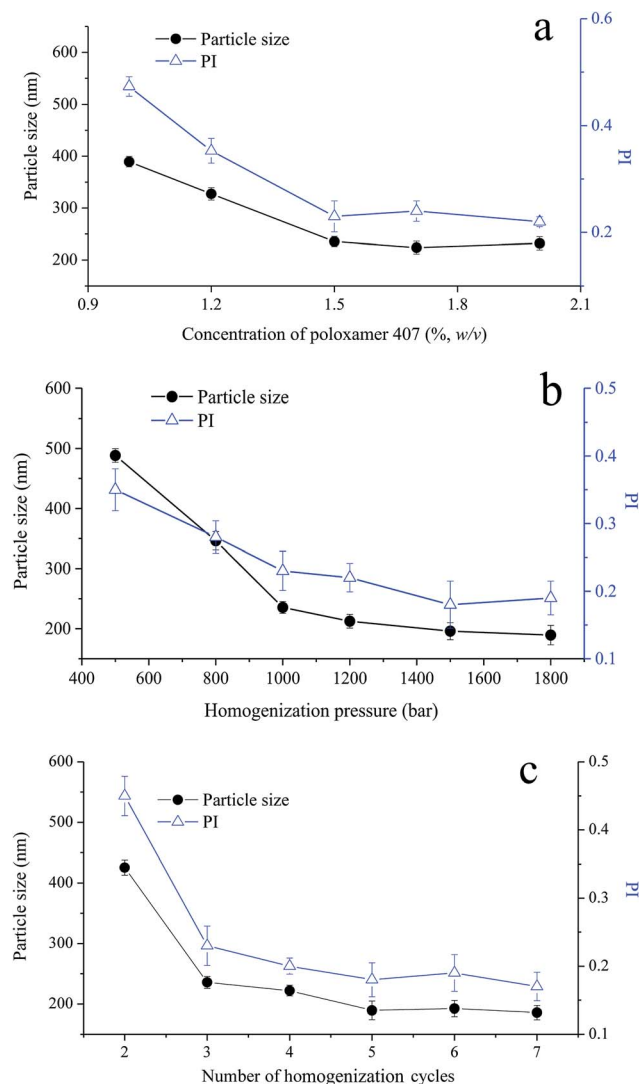 a
Particle size
PI
Particle size (nm)
600
500
400
300
200
0.6
0.4
0.2
PI
0.9 1.2 1.5 1.8 2.1
Concentration of poloxamer 407 (%, w/v)
b
Particle size
PI
Particle size (nm)
600
500
400
300
200
0.5
0.4
0.3
0.2
0.1
PI
400 600 800 1000 1200 1400 1600 1800
Homogenization pressure (bar)
c
Particle size
PI
Particle size (nm)
600
500
400
300
200
0.5
0.4
0.3
0.2
0.1
PI
2 3 4 5 6 7
Number of homogenization cycles